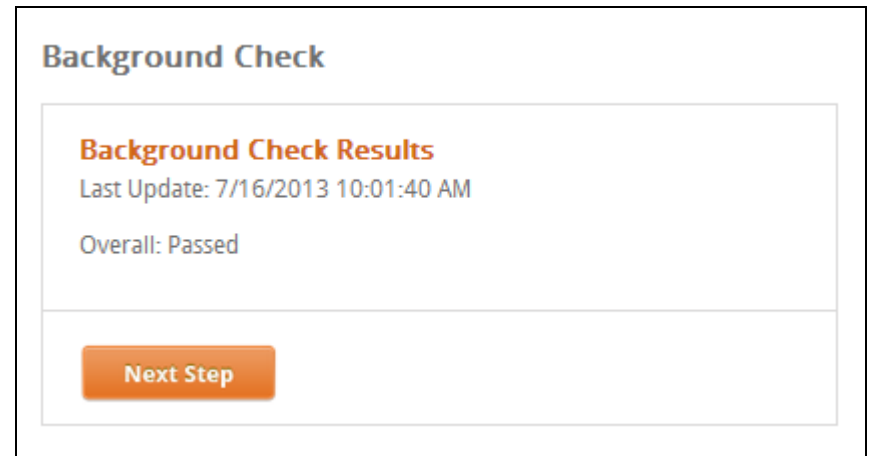 Background Check
Background Check Results
Last Update: 7/16/2013 10:01:40 AM
Overall: Passed
Next Step